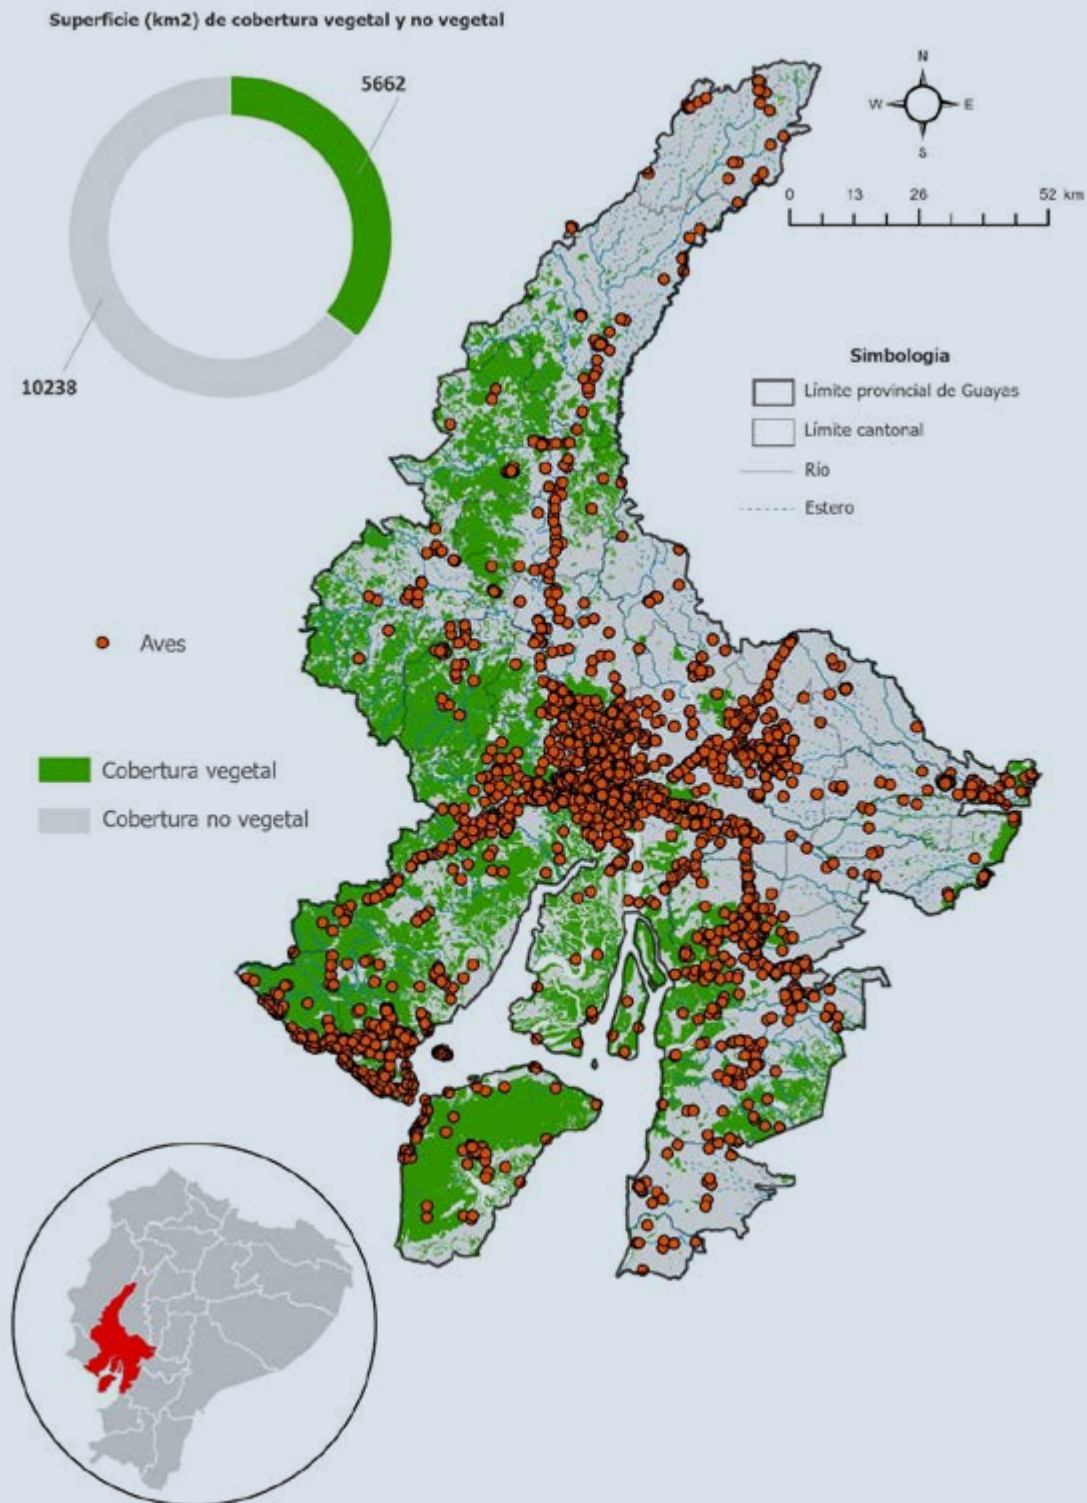 Superficie (km2) de cobertura vegetal y no vegetal
5662
10238
N
W
E
S
0 13 26 52 km
Simbología
Límite provincial de Guayas
Límite cantonal
Río
Estero
Aves
Cobertura vegetal
Cobertura no vegetal